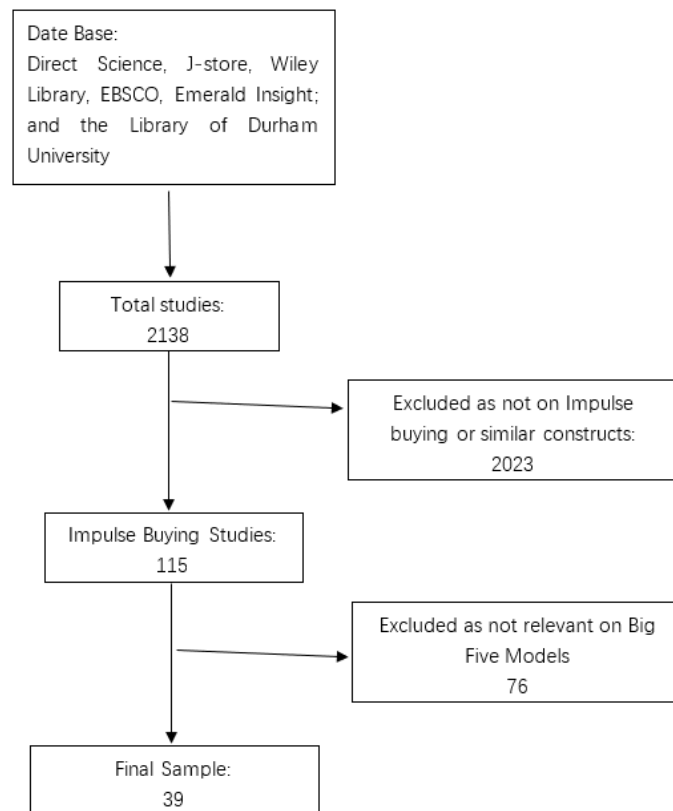 Date Base:
Direct Science, J-store, Wiley
Library, EBSCO, Emerald Insight;
and the Library of Durham
University
Total studies:
2138
Excluded as not on Impulse
buying or similar constructs:
2023
Impulse Buying Studies:
115
Excluded as not relevant on Big
Five Models
76
Final Sample:
39